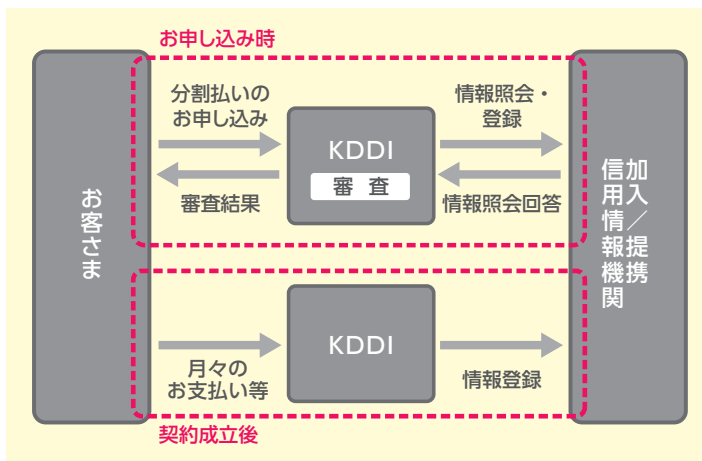 お申し込み時
お客さま
分割払いの
お申し込み
審査結果
KDDI
審 査
情報照会・
登録
情報照会回答
加入／提携
信用情報機関
月々の
お支払い等
KDDI
情報登録
契約成立後